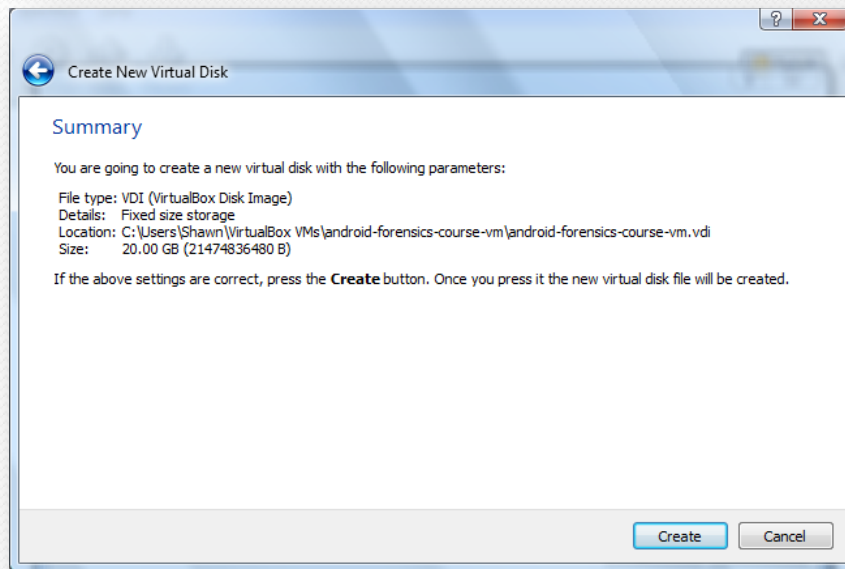 ?
Create New Virtual Disk
Summary
You are going to create a new virtual disk with the following parameters:
File type: VDI (VirtualBox Disk Image)
Details: Fixed size storage
Location: C:\Users\Shawn\VirtualBox VMs\android-forensics-course-vm\android-forensics-course-vm.vdi
Size: 20.00 GB (21474836480 B)
If the above settings are correct, press the Create button. Once you press it the new virtual disk file will be created.
Create Cancel